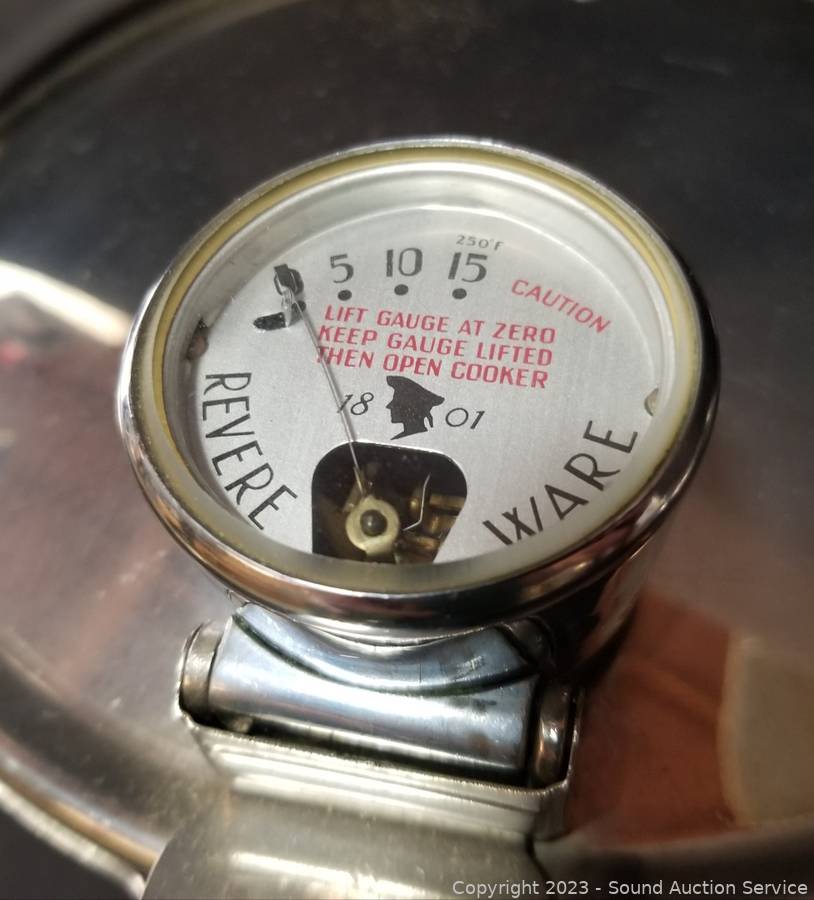 250°F
5 10 15
CAUTION
LIFT GAUGE AT ZERO
KEEP GAUGE LIFTED
THEN OPEN COOKER
18 01
REVERE WARE
Copyright 2023 - Sound Auction Service